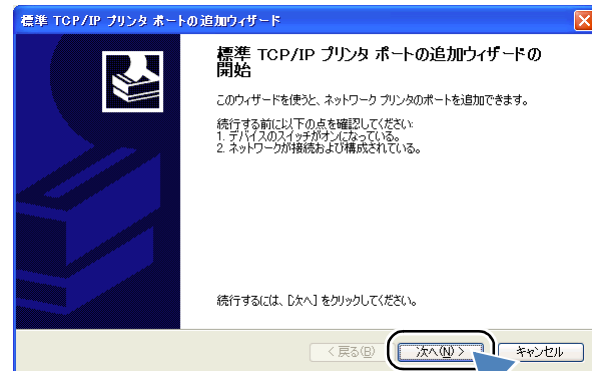 標準 TCP/IP プリンタ ポートの追加ウィザード
標準 TCP/IP プリンタ ポートの追加ウィザードの
開始
このウィザードを使うと、ネットワーク プリンタのポートを追加できます。
続行する前に以下の点を確認してください:
1. デバイスのスイッチがオンになっている。
2. ネットワークが接続および構成されている。
続行するには、[次へ] をクリックしてください。
< 戻る(B)
次へ(N) >
キャンセル